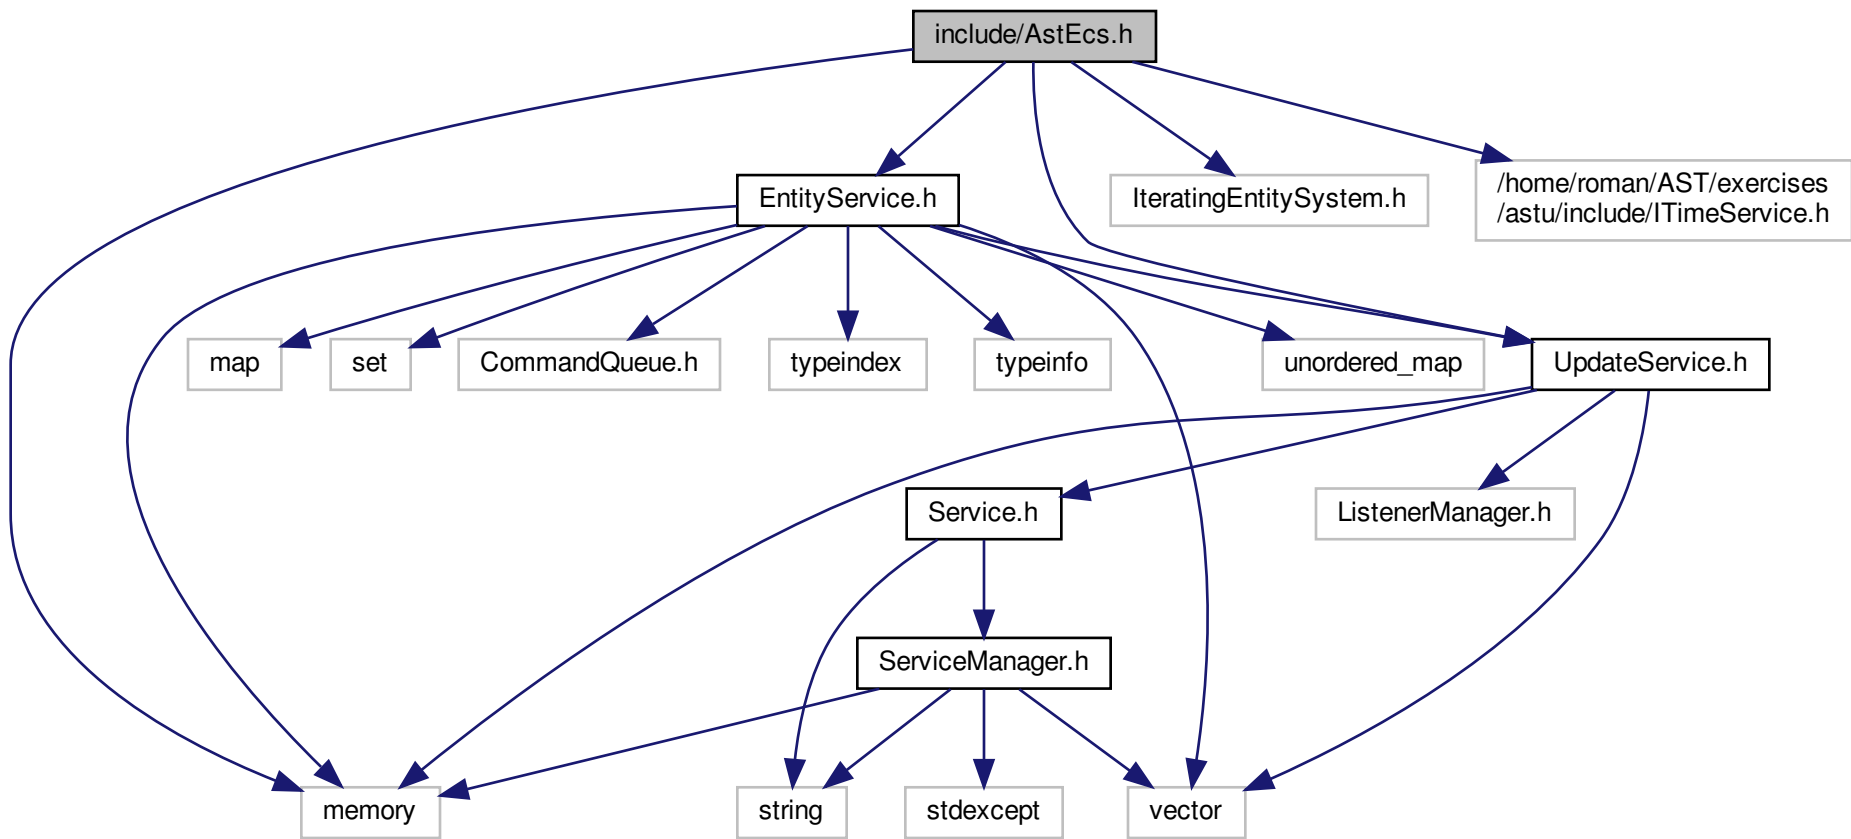 include/AstEcs.h
EntityService.h
IteratingEntitySystem.h
/home/roman/AST/exercises
/astu/include/ITimeService.h
map
set
CommandQueue.h
typeindex
typeinfo
unordered_map
UpdateService.h
Service.h
ListenerManager.h
ServiceManager.h
memory
string
stdexcept
vector